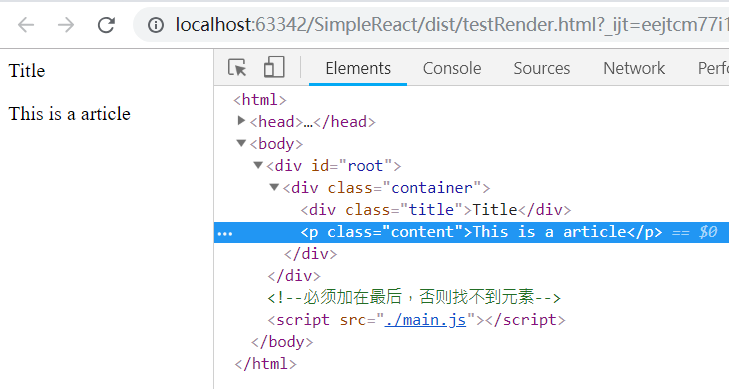 localhost:63342/SimpleReact/dist/testRender.html?_ijt=eejtcm77i1
Title
This is a article
Elements Console Sources Network Perfo
<html>
<head>…</head>
<body>
<div id="root">
<div class="container">
<div class="title">Title</div>
<p class="content">This is a article</p> == $0
</div>
</div>
<!--必须加在最后，否则找不到元素-->
<script src="./main.js"></script>
</body>
</html>